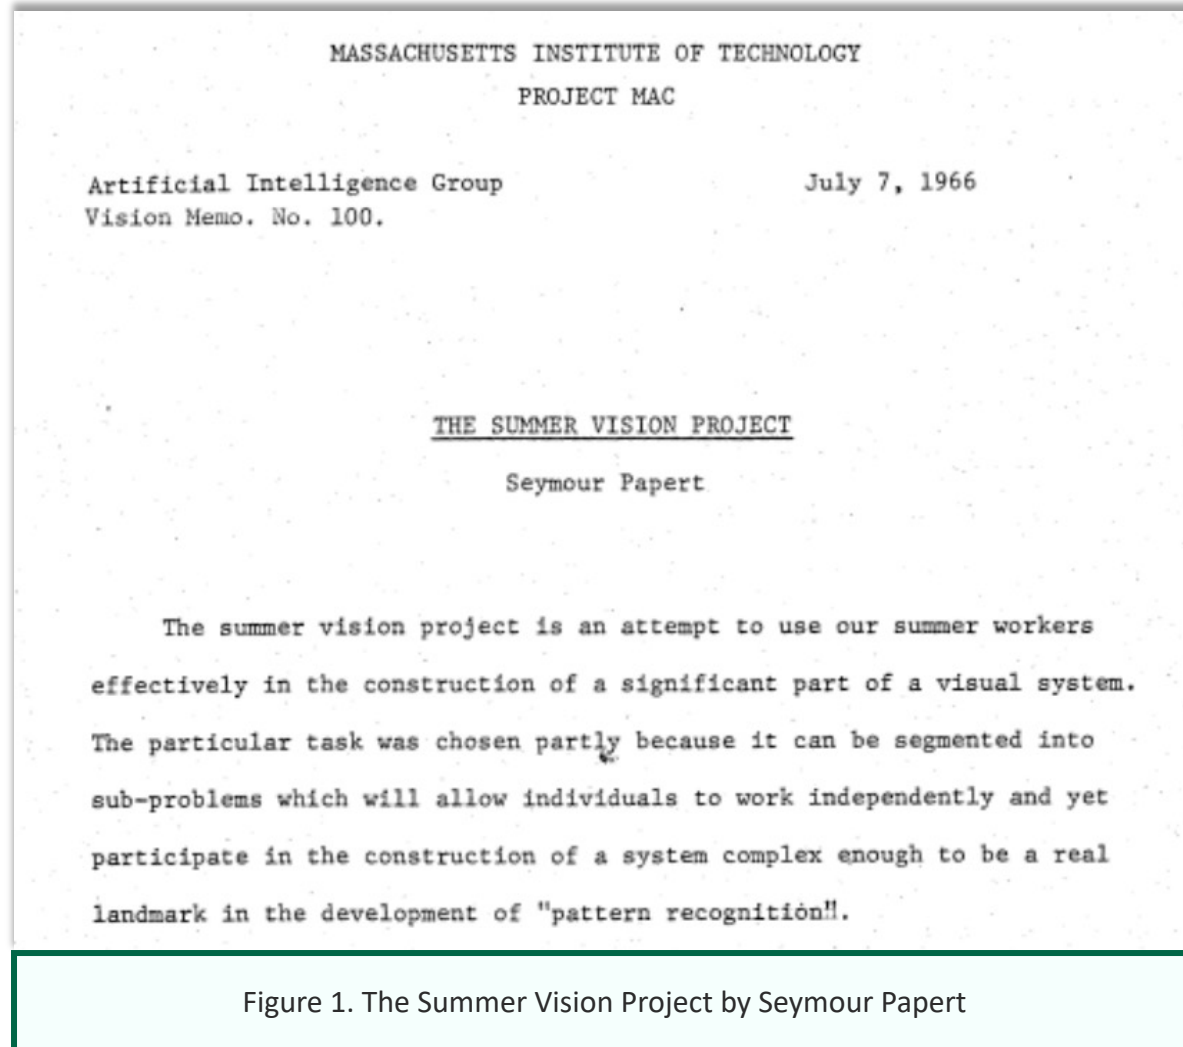 MASSACHUSETTS INSTITUTE OF TECHNOLOGY
PROJECT MAC
Artificial Intelligence Group July 7, 1966
Vision Memo. No. 100.
THE SUMMER VISION PROJECT
Seymour Papert
The summer vision project is an attempt to use our summer workers
effectively in the construction of a significant part of a visual system.
The particular task was chosen partly because it can be segmented into
sub-problems which will allow individuals to work independently and yet
participate in the construction of a system complex enough to be a real
landmark in the development of "pattern recognition".
Figure 1. The Summer Vision Project by Seymour Papert